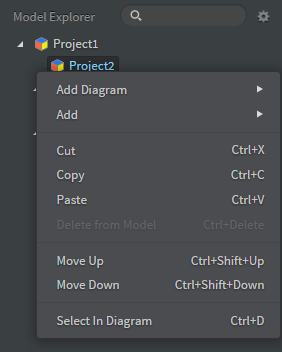 Model Explorer
Project1
Project2
Add Diagram
Add
Cut Ctrl+X
Copy Ctrl+C
Paste Ctrl+V
Delete from Model Ctrl+Delete
Move Up Ctrl+Shift+Up
Move Down Ctrl+Shift+Down
Select In Diagram Ctrl+D